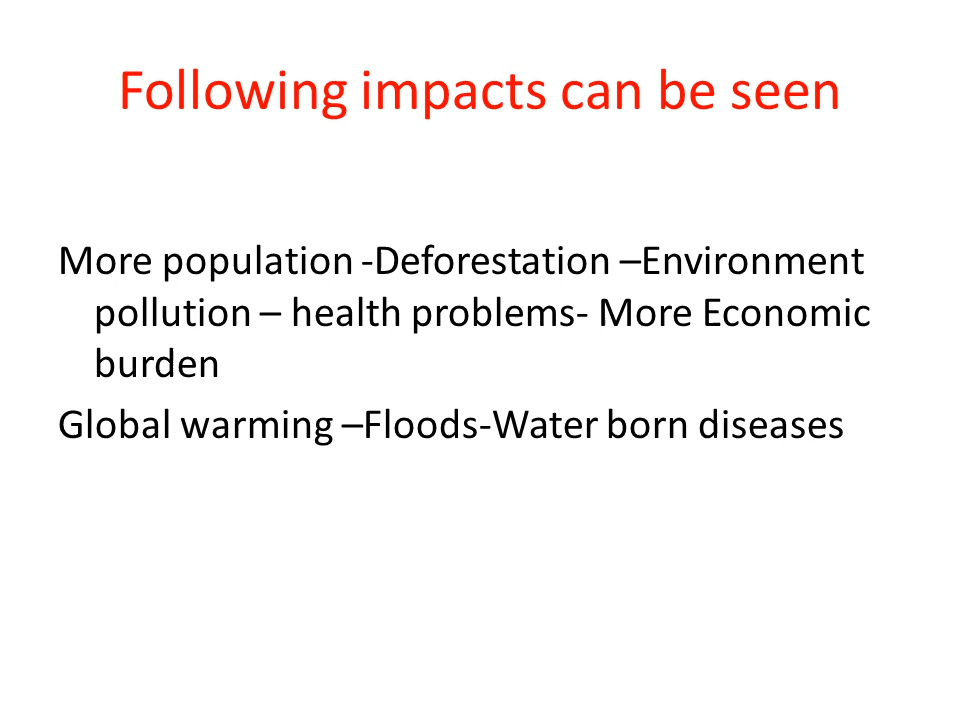 Following impacts can be seen
More population -Deforestation –Environment
pollution – health problems- More Economic
burden
Global warming –Floods-Water born diseases